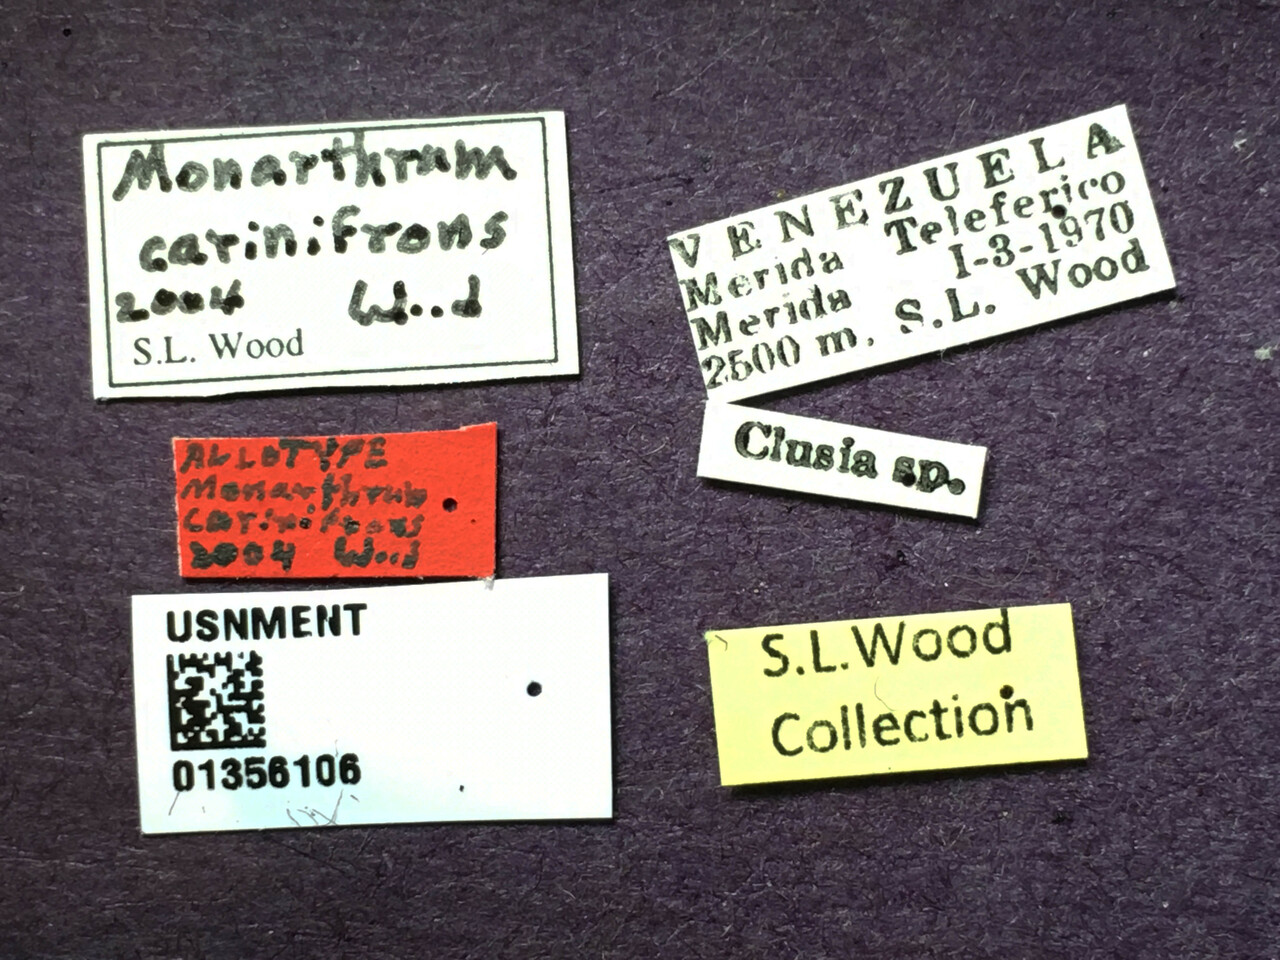 Monarthrum
carinifrons
2004 Wood
S.L. Wood
ALLOTYPE
Monarthrum
carinifrons
2004 Wood
USNMENT
01356106
VENEZUELA
Merida Teleferico
Merida I-3-1970
2500 m. S.L. Wood
Clusia sp.
S.L.Wood
Collection